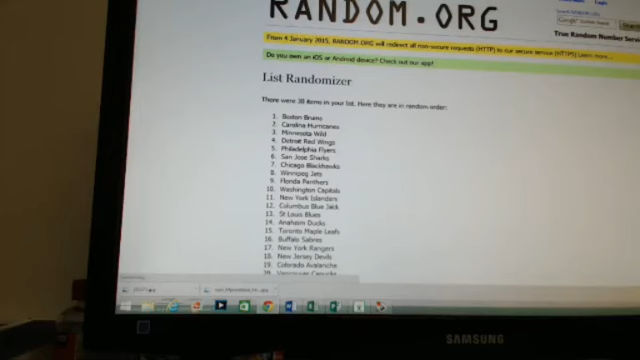 RANDOM.ORG
Google
Search
True Random Number Serv
From 4 January 2015, RANDOM.ORG will redirect all non-secure requests (HTTP) to our secure service (HTTPS) Learn more...
Do you own an iOS or Android device? Check out our app!
List Randomizer
There were 30 items in your list. Here they are in random order:
1. Boston Bruins
2. Carolina Hurricanes
3. Minnesota Wild
4. Detroit Red Wings
5. Philadelphia Flyers
6. San Jose Sharks
7. Chicago Blackhawks
8. Winnipeg Jets
9. Florida Panthers
10. Washington Capitals
11. New York Islanders
12. Columbus Blue Jack
13. St Louis Blues
14. Anaheim Ducks
15. Toronto Maple Leafs
16. Buffalo Sabres
17. New York Rangers
18. New Jersey Devils
19. Colorado Avalanche
20. Vancouver Canucks
SAMSUNG